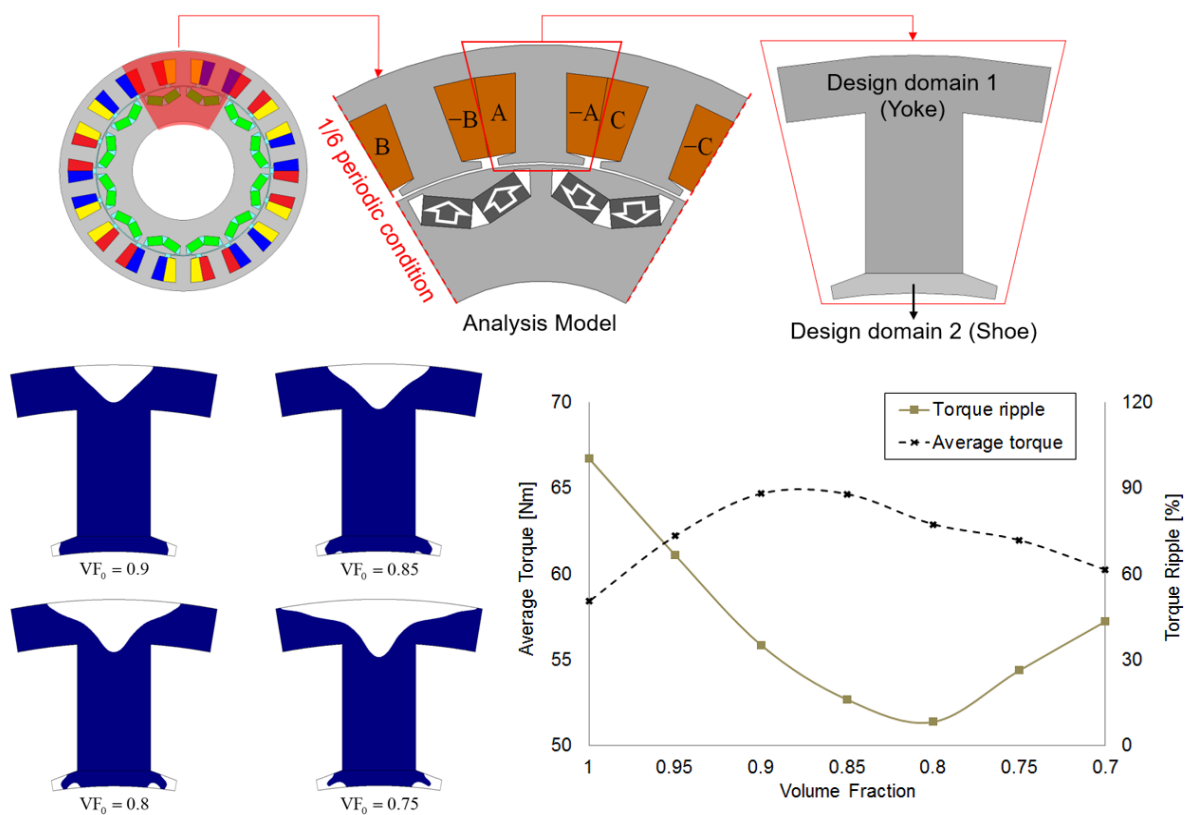 B
−B
A
−A
C
−C
1/6 periodic condition
Analysis Model
Design domain 1
(Yoke)
Design domain 2 (Shoe)
VF0 = 0.9
VF0 = 0.85
VF0 = 0.8
VF0 = 0.75
Torque ripple
Average torque
Average Torque [Nm]
70
65
60
55
50
120
90
60
30
0
Torque Ripple [%]
1
0.95
0.9
0.85
0.8
0.75
0.7
Volume Fraction